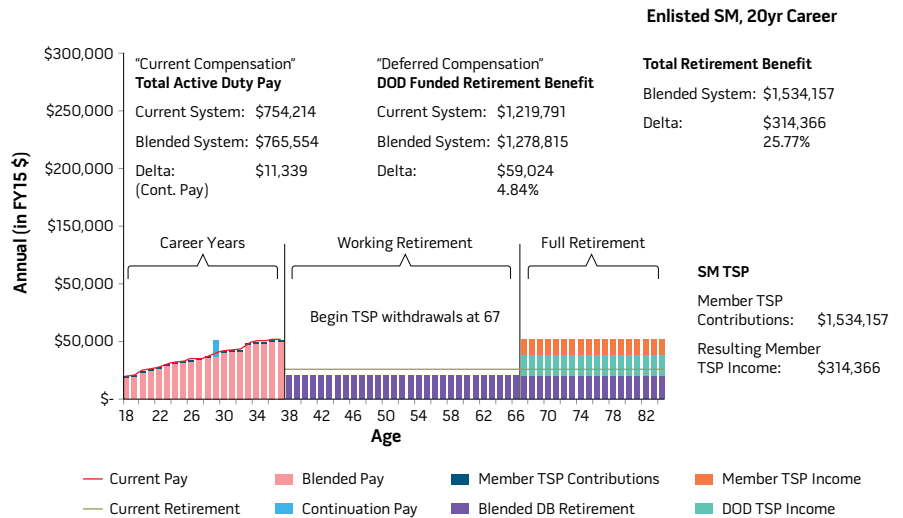 Enlisted SM, 20yr Career
Annual (in FY15 $)
$300,000
$250,000
$200,000
$150,000
$50,000
$50,000
$-
"Current Compensation"
Total Active Duty Pay
Current System: $754,214
Blended System: $765,554
Delta: $11,339
(Cont. Pay)
"Deferred Compensation"
DOD Funded Retirement Benefit
Current System: $1,219,791
Blended System: $1,278,815
Delta: $59,024
4.84%
Total Retirement Benefit
Blended System: $1,534,157
Delta: $314,366
25.77%
Career Years
Working Retirement
Full Retirement
Begin TSP withdrawals at 67
SM TSP
Member TSP
Contributions: $1,534,157
Resulting Member
TSP Income: $314,366
18 22 26 30 34 38 42 46 50 54 58 62 66 70 74 78 82
Age
Current Pay
Blended Pay
Member TSP Contributions
Member TSP Income
Current Retirement
Continuation Pay
Blended DB Retirement
DOD TSP Income